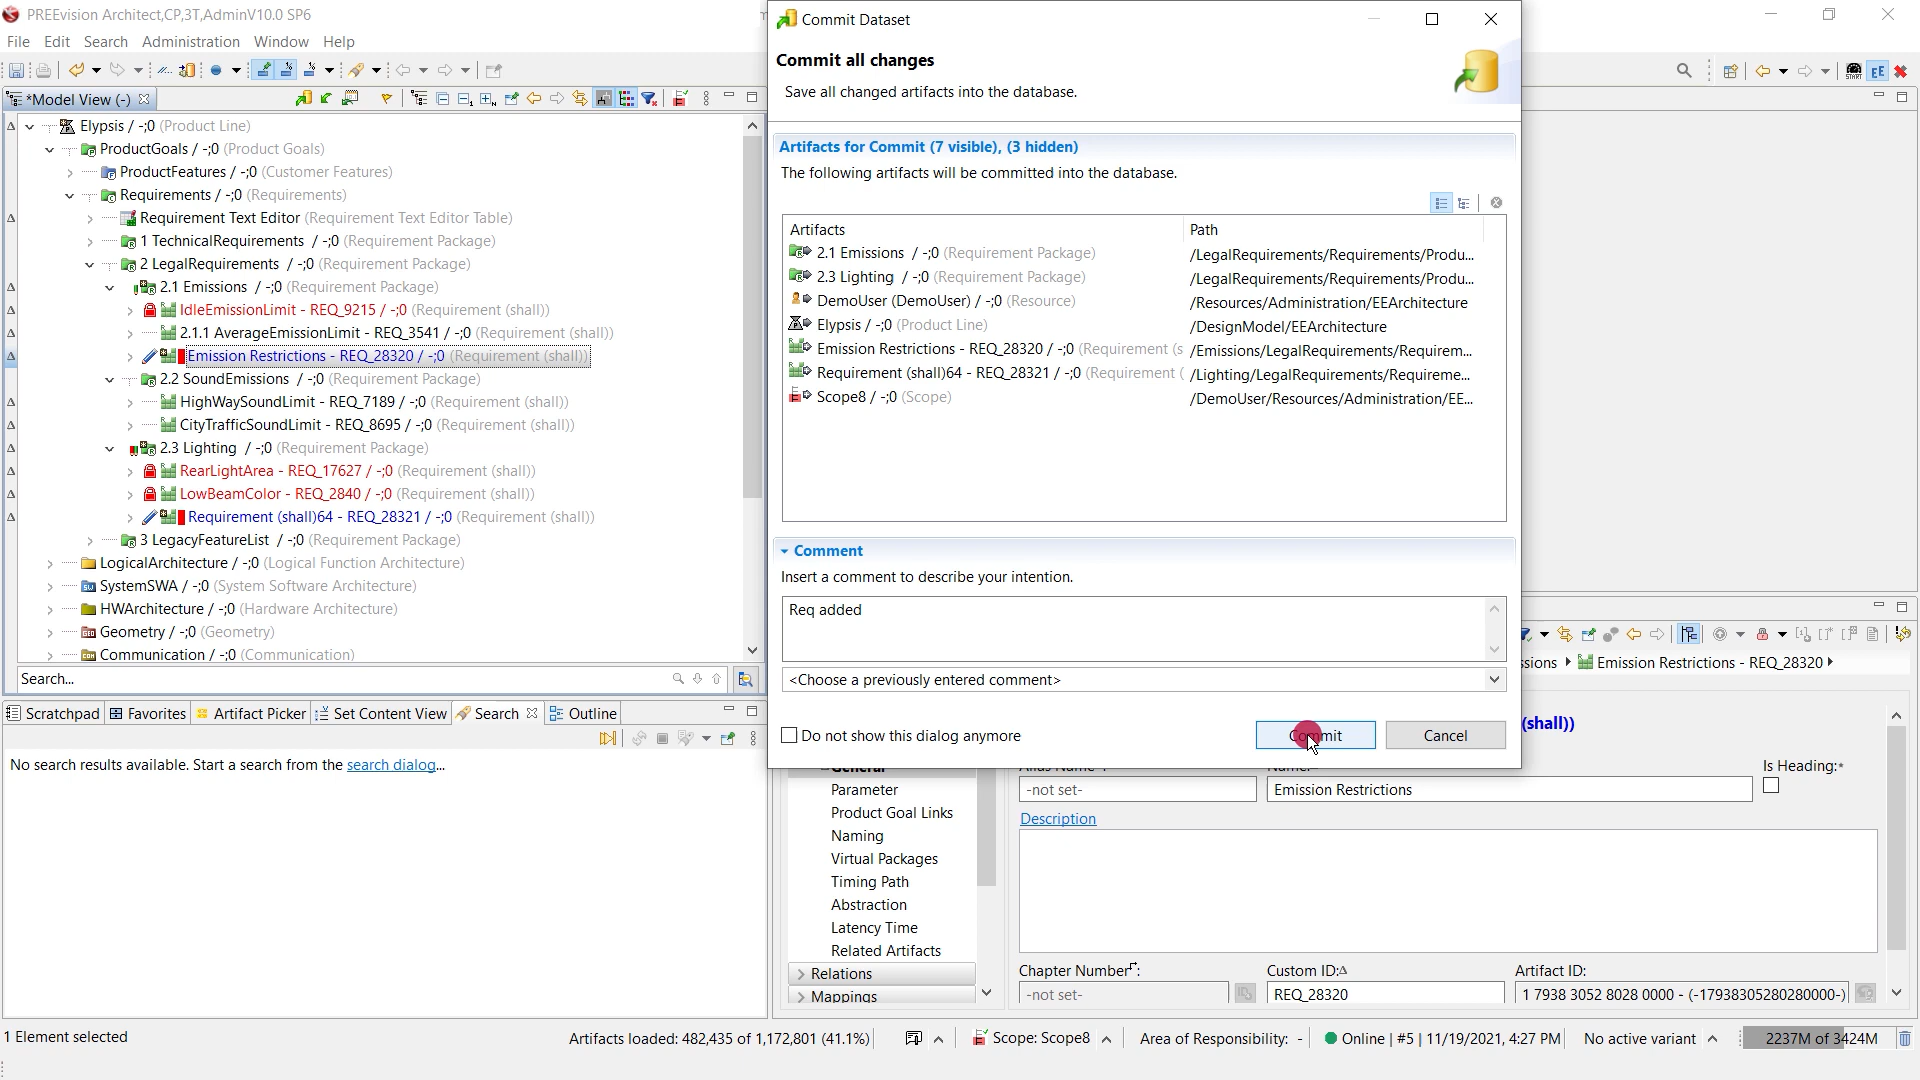 PREEvision Architect,CP,3T,AdminV10.0 SP6
File Edit Search Administration Window Help
*Model View (-)
Elypsis / -;0 (Product Line)
ProductGoals / -;0 (Product Goals)
ProductFeatures / -;0 (Customer Features)
Requirements / -;0 (Requirements)
Requirement Text Editor (Requirement Text Editor Table)
1 TechnicalRequirements / -;0 (Requirement Package)
2 LegalRequirements / -;0 (Requirement Package)
2.1 Emissions / -;0 (Requirement Package)
IdleEmissionLimit - REQ_9215 / -;0 (Requirement (shall))
2.1.1 AverageEmissionLimit - REQ_3541 / -;0 (Requirement (shall))
Emission Restrictions - REQ_28320 / -;0 (Requirement (shall))
2.2 SoundEmissions / -;0 (Requirement Package)
HighWaySoundLimit - REQ_7189 / -;0 (Requirement (shall))
CityTrafficSoundLimit - REQ_8695 / -;0 (Requirement (shall))
2.3 Lighting / -;0 (Requirement Package)
RearLightArea - REQ_17627 / -;0 (Requirement (shall))
LowBeamColor - REQ_2840 / -;0 (Requirement (shall))
Requirement (shall)64 - REQ_28321 / -;0 (Requirement (shall))
3 LegacyFeatureList / -;0 (Requirement Package)
LogicalArchitecture / -;0 (Logical Function Architecture)
SystemSWA / -;0 (System Software Architecture)
HWArchitecture / -;0 (Hardware Architecture)
Geometry / -;0 (Geometry)
Communication / -;0 (Communication)
Search...
Scratchpad Favorites Artifact Picker Set Content View Search Outline
No search results available. Start a search from the search dialog...
Commit Dataset
Commit all changes
Save all changed artifacts into the database.
Artifacts for Commit (7 visible), (3 hidden)
The following artifacts will be committed into the database.
Artifacts Path
2.1 Emissions / -;0 (Requirement Package) /LegalRequirements/Requirements/Produ...
2.3 Lighting / -;0 (Requirement Package) /LegalRequirements/Requirements/Produ...
DemoUser (DemoUser) / -;0 (Resource) /Resources/Administration/EEArchitecture
Elypsis / -;0 (Product Line) /DesignModel/EEArchitecture
Emission Restrictions - REQ_28320 / -;0 (Requirement (s /Emissions/LegalRequirements/Requirem...
Requirement (shall)64 - REQ_28321 / -;0 (Requirement ( /Lighting/LegalRequirements/Requireme...
Scope8 / -;0 (Scope) /DemoUser/Resources/Administration/EE...
Comment
Insert a comment to describe your intention.
Req added
<Choose a previously entered comment>
Do not show this dialog anymore Commit Cancel
START EE
Emission Restrictions - REQ_28320
(shall))
Is Heading:*
Parameter
Product Goal Links
Naming
Virtual Packages
Timing Path
Abstraction
Latency Time
Related Artifacts
Relations
Mappings
-not set- Emission Restrictions
Description
Chapter Number: Custom ID: Artifact ID:
-not set- REQ_28320 1 7938 3052 8028 0000 - (-17938305280280000-)
1 Element selected Artifacts loaded: 482,435 of 1,172,801 (41.1%) Scope: Scope8 Area of Responsibility: - Online | #5 | 11/19/2021, 4:27 PM No active variant 2237M of 3424M